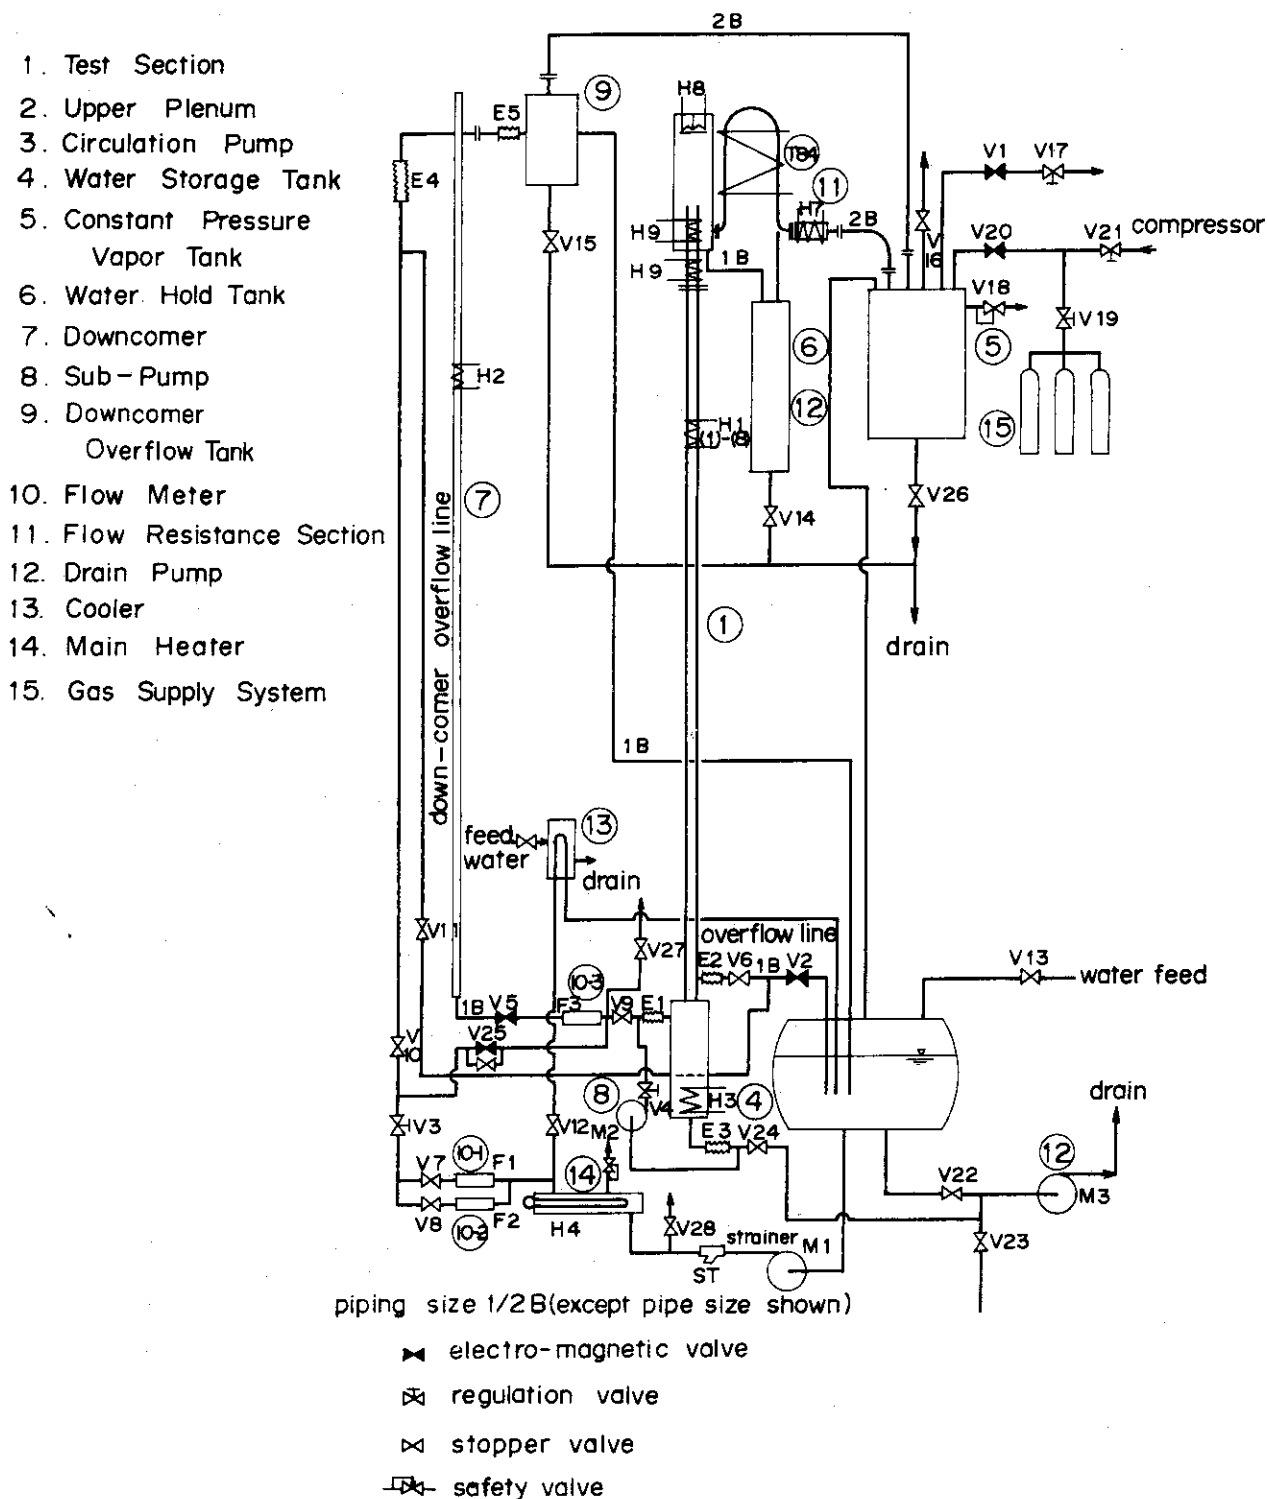 1. Test Section
2. Upper Plenum
3. Circulation Pump
4. Water Storage Tank
5. Constant Pressure
Vapor Tank
6. Water Hold Tank
7. Downcomer
8. Sub-Pump
9. Downcomer
Overflow Tank
10. Flow Meter
11. Flow Resistance Section
12. Drain Pump
13. Cooler
14. Main Heater
15. Gas Supply System
2B
9
E5
E4
H8
T84
11
H7
2B
V1
V17
V16
V20
V21
compressor
V15
H9
H9
1B
V18
V19
6
5
H2
12
15
H1
(1)-(8)
7
V14
V26
down-comer overflow line
1
drain
1B
13
feed
water
drain
V11
V27
overflow line
E2
V6
1B
V2
V13
water feed
10-3
1B
V5
F3
V9
E1
V25
V10
8
V4
H3
4
drain
V3
V12
M2
E3
V24
10-1
V7
F1
14
V22
12
M3
V8
F2
10-2
H4
V28
strainer
M1
V23
ST
piping size 1/2B(except pipe size shown)
electro-magnetic valve
regulation valve
stopper valve
safety valve